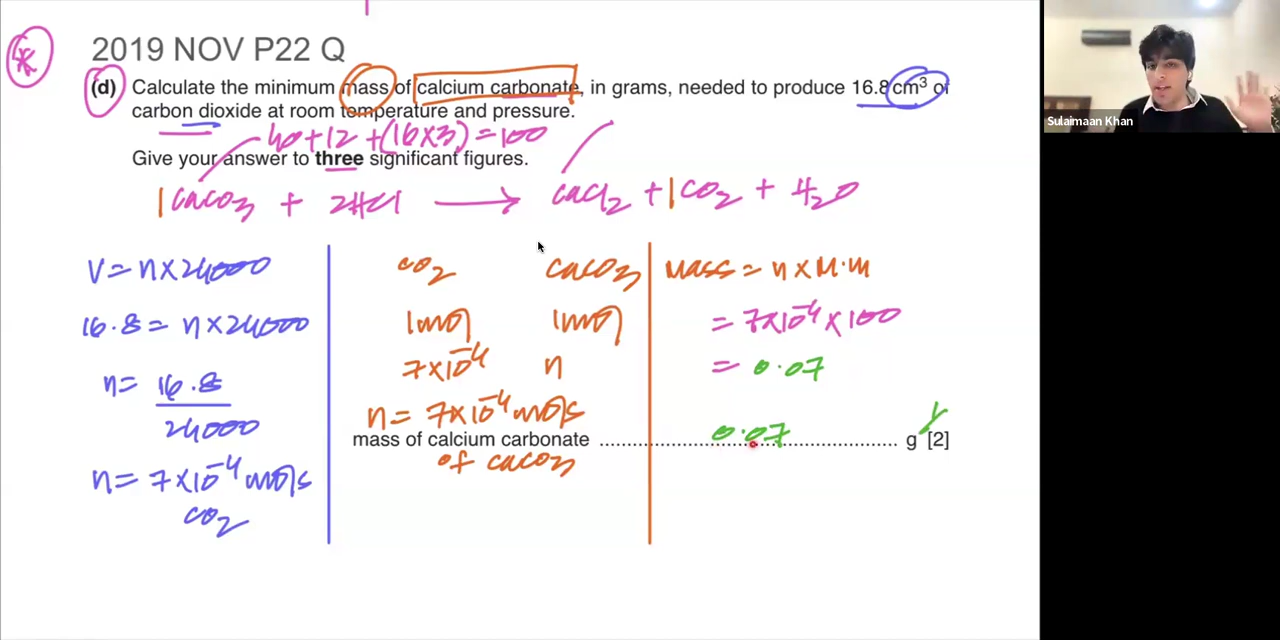 2019 NOV P22 Q
(d) Calculate the minimum mass of calcium carbonate, in grams, needed to produce 16.8 cm³ of
carbon dioxide at room temperature and pressure.
40+12+(16×3)=100
Give your answer to three significant figures.
1CaCO3 + 2HCl ⟶ CaCl2 + 1CO2 + H2O
V = n×24000
16.8 = n×24000
n = 16.8
24000
n = 7×10⁻⁴ mols
CO2
CO2 CaCO3
1mol 1mol
7×10⁻⁴ n
n = 7×10⁻⁴ mols
of CaCO3
Mass = n × M.M
= 7×10⁻⁴×100
= 0.07
mass of calcium carbonate ........ 0.07 ........ g [2]
Sulaimaan Khan